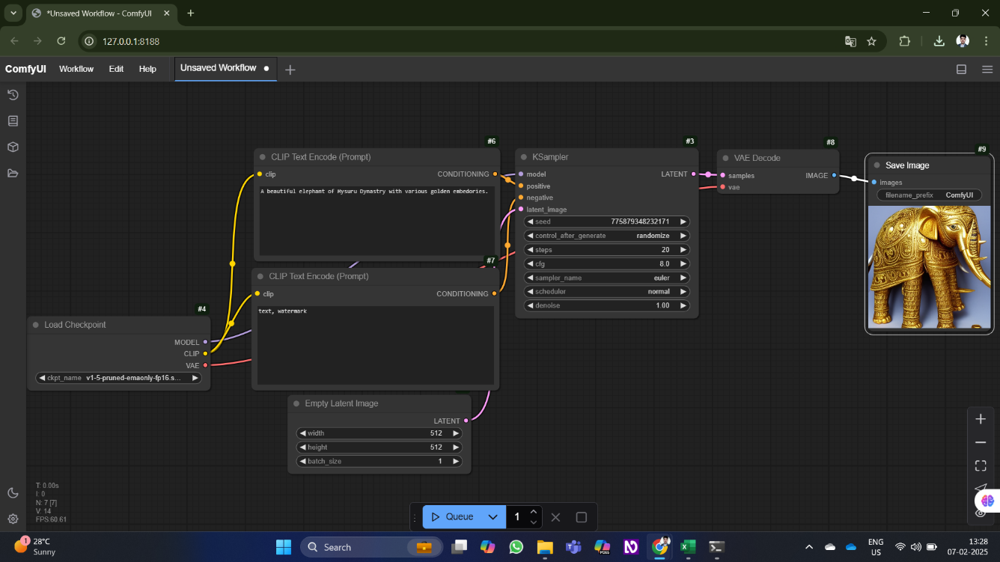 *Unsaved Workflow - ComfyUI
127.0.0.1:8188
ComfyUI Workflow Edit Help Unsaved Workflow
#6
CLIP Text Encode (Prompt)
clip CONDITIONING
A beautiful elephant of Mysuru Dynastry with various golden embedories.
#7
CLIP Text Encode (Prompt)
clip CONDITIONING
text, watermark
#4
Load Checkpoint
MODEL
CLIP
VAE
ckpt_name v1-5-pruned-emaonly-fp16.s...
Empty Latent Image
LATENT
width 512
height 512
batch_size 1
#3
KSampler
model LATENT
positive
negative
latent_image
seed 775879348232171
control_after_generate randomize
steps 20
cfg 8.0
sampler_name euler
scheduler normal
denoise 1.00
#8
VAE Decode
samples IMAGE
vae
#9
Save Image
images
filename_prefix ComfyUI
T: 0.00s
I: 0
N: 7 [7]
V: 14
FPS:60.61
Queue 1
1
28°C
Sunny
Search
ENG
US
13:28
07-02-2025